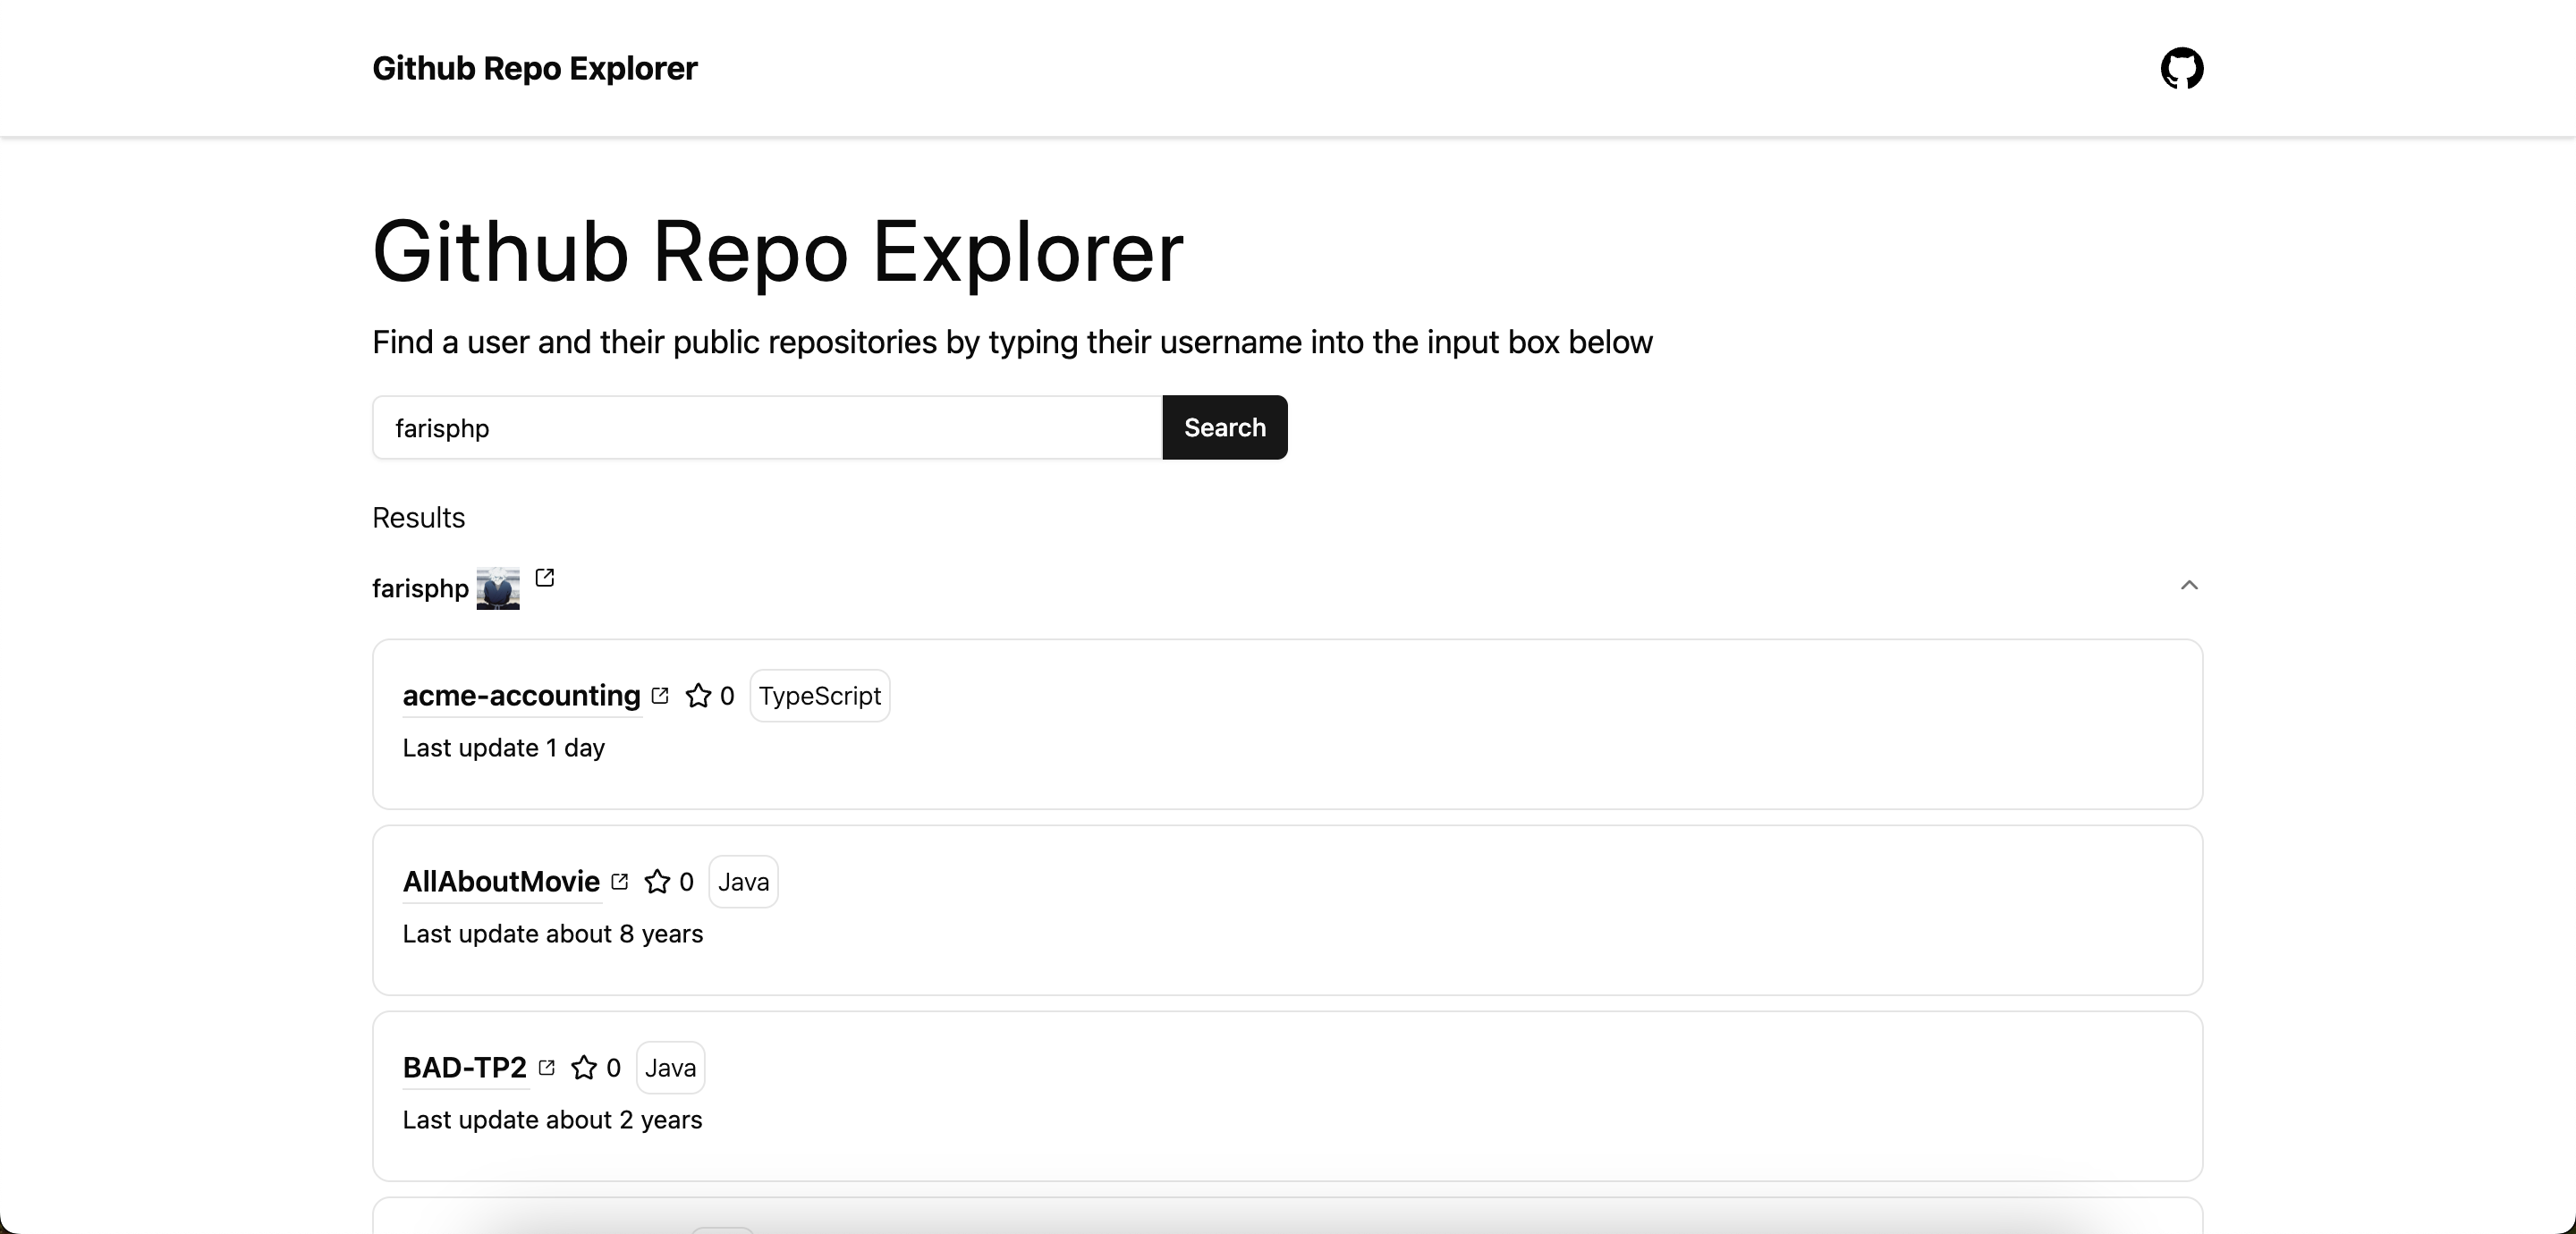 Github Repo Explorer
Github Repo Explorer
Find a user and their public repositories by typing their username into the input box below
farisphp
Search
Results
farisphp
acme-accounting 0 TypeScript
Last update 1 day
AllAboutMovie 0 Java
Last update about 8 years
BAD-TP2 0 Java
Last update about 2 years